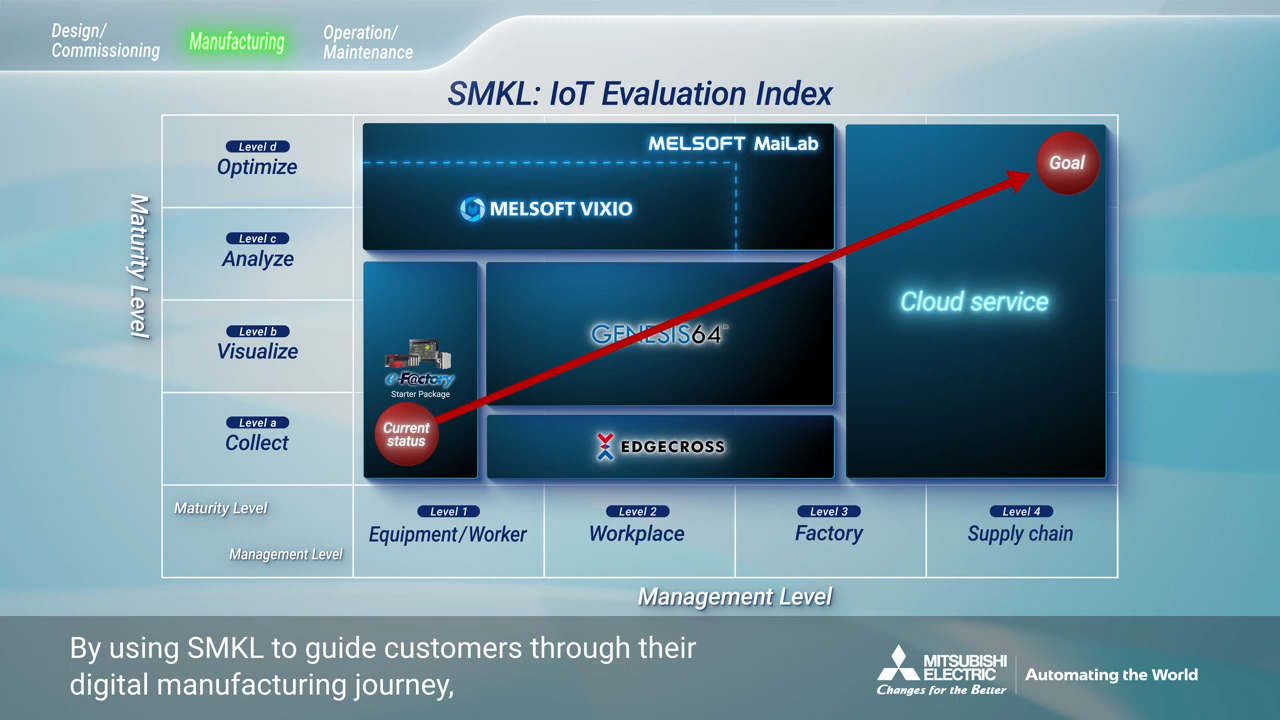 Design/
Commissioning
Manufacturing
Operation/
Maintenance
SMKL: IoT Evaluation Index
Maturity Level
Level d
Optimize
Level c
Analyze
Level b
Visualize
Level a
Collect
MELSOFT MaiLab
MELSOFT VIXIO
Goal
Cloud service
GENESIS64™
e-F@ctory
Starter Package
Current
status
EDGECROSS
Maturity Level
Management Level
Level 1
Equipment/Worker
Level 2
Workplace
Level 3
Factory
Level 4
Supply chain
Management Level
By using SMKL to guide customers through their
digital manufacturing journey,
MITSUBISHI
ELECTRIC
Changes for the Better
Automating the World